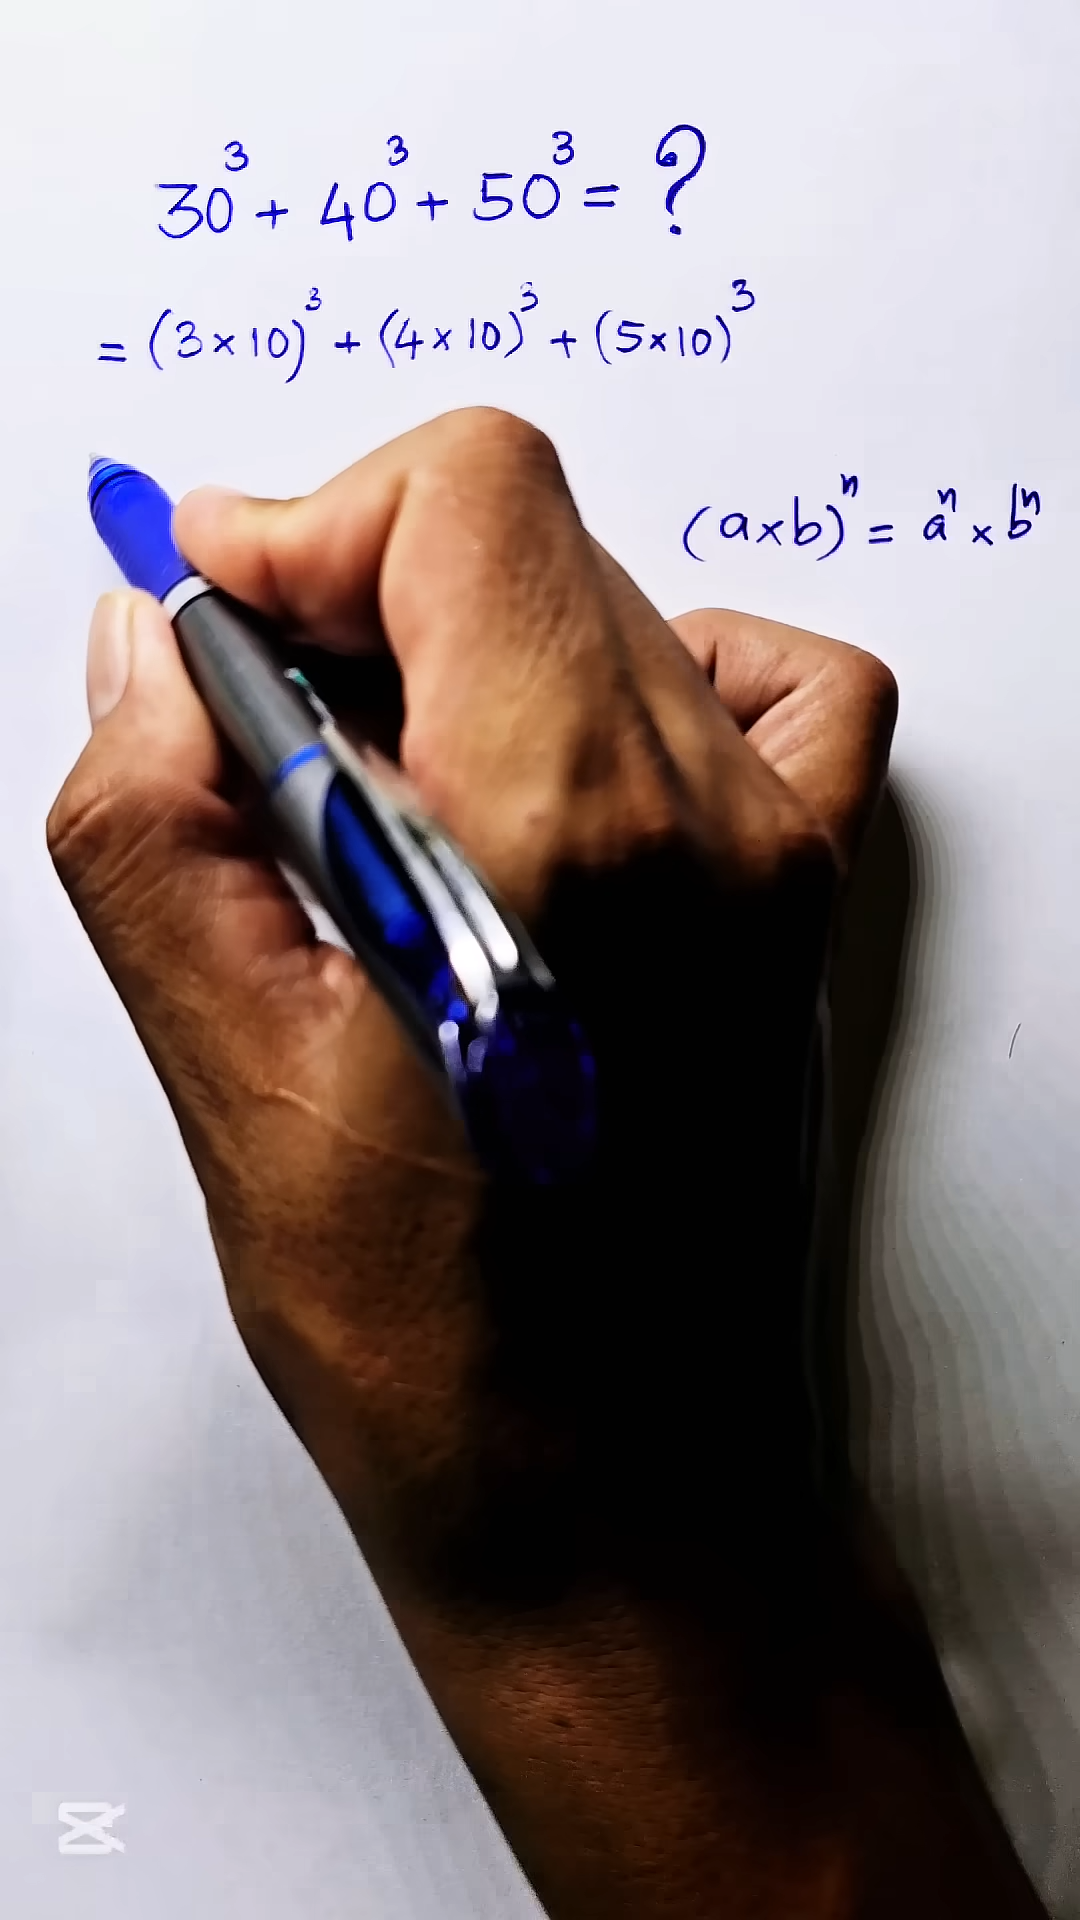 30³ + 40³ + 50³ = ?
= (3 × 10)³ + (4 × 10)³ + (5 × 10)³
(a × b)ⁿ = aⁿ × bⁿ